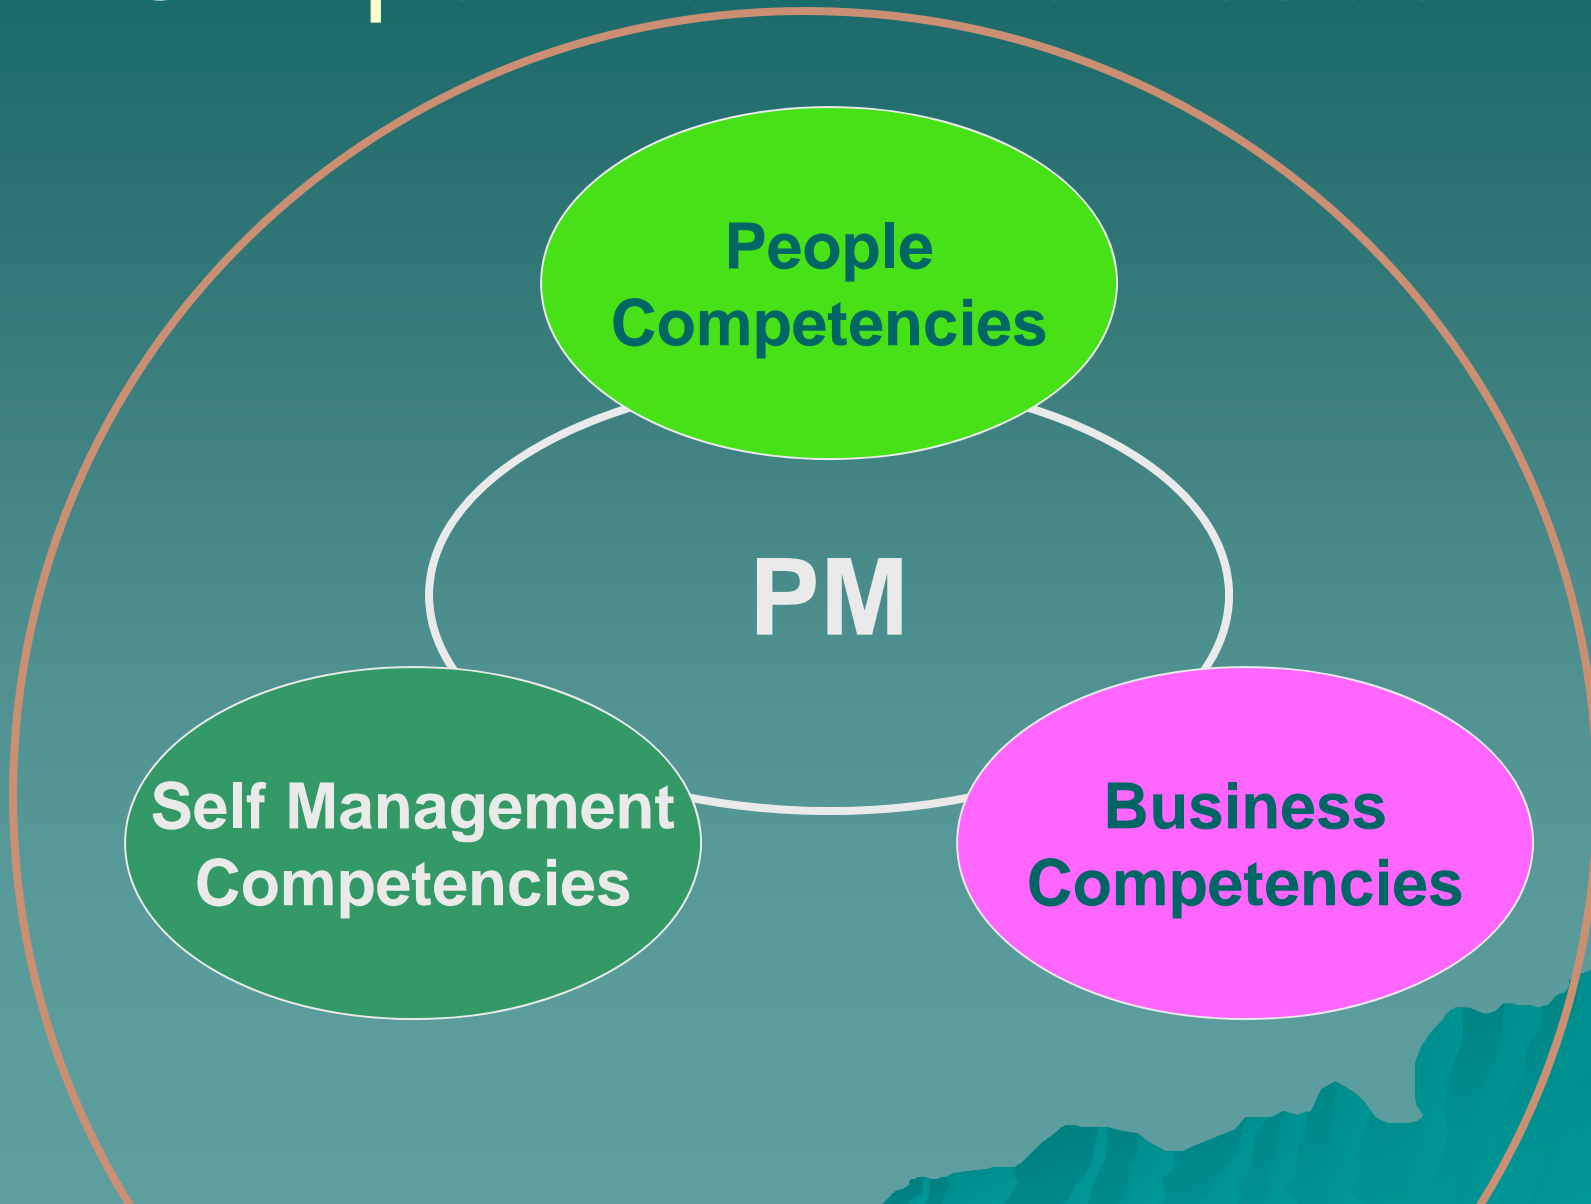 People
Competencies
PM
Self Management
Competencies
Business
Competencies